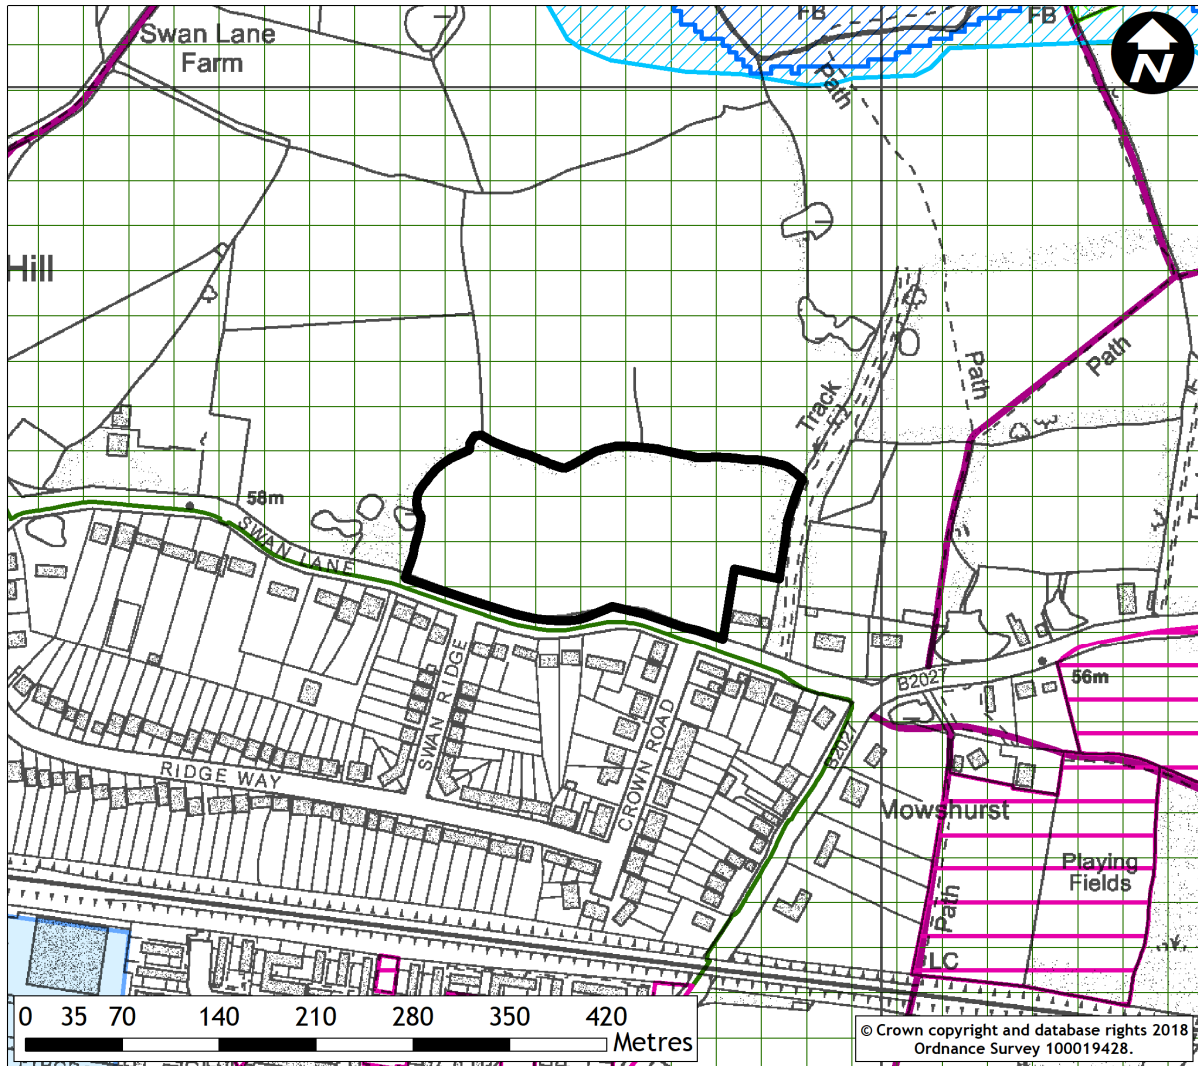 FB
FB
Swan Lane
Farm
N
Path
Hill
Path
Path
Track
58m
SWAN LANE
SWAN RIDGE
CROWN ROAD
B2027
56m
B2027
RIDGE WAY
Mowshurst
Playing
Fields
Path
LC
0 35 70 140 210 280 350 420
Metres
© Crown copyright and database rights 2018
Ordnance Survey 100019428.